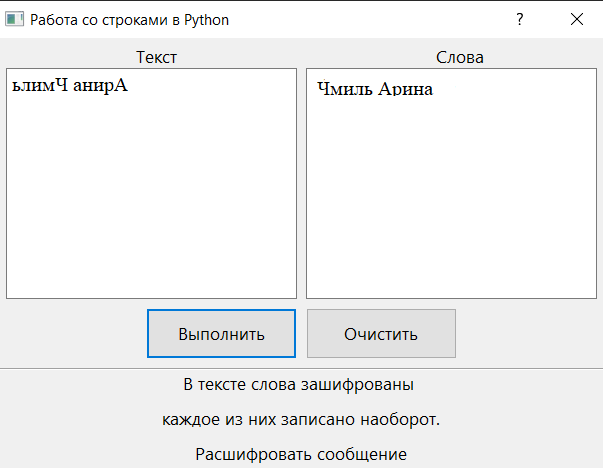 Работа со строками в Python
?
Текст Слова
ьлимЧ анирА
Чмиль Арина
Выполнить Очистить
В тексте слова зашифрованы
каждое из них записано наоборот.
Расшифровать сообщение